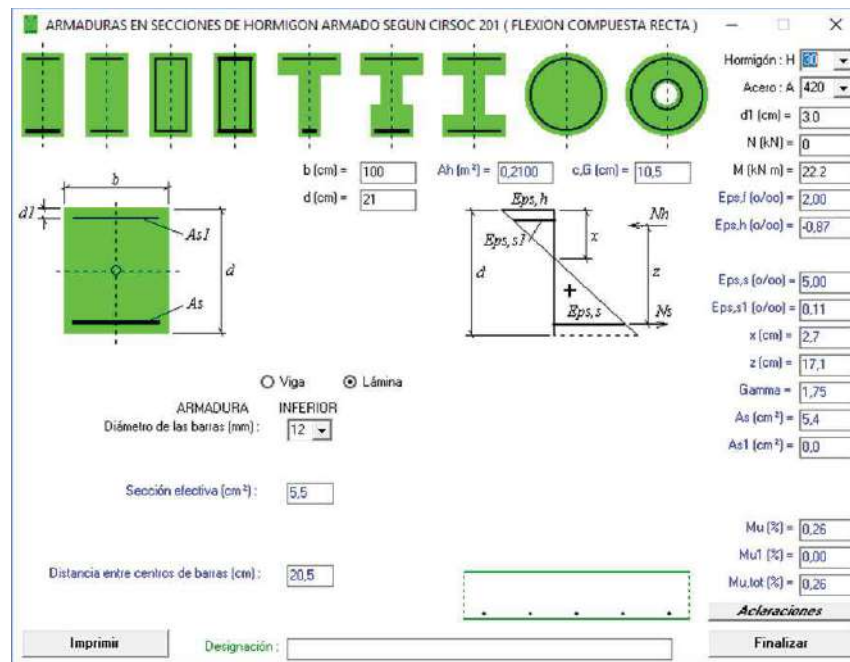 ARMADURAS EN SECCIONES DE HORMIGON ARMADO SEGUN CIRSOC 201 ( FLEXION COMPUESTA RECTA )
Hormigón : H 30
Acero : A 420
d1 (cm) = 3.0
N (kN) = 0
b (cm) = 100 Ah (m²) = 0,2100 c,G (cm) = 10,5 M (kN m) = 22.2
d (cm) = 21
Eps,f (o/oo) = 2,00
Eps,h (o/oo) = -0,87
b
d1
As1
d
As
Eps,h
Nh
Eps,s1
x
d
z
Eps,s
Ns
Eps,s (o/oo) = 5,00
Eps,s1 (o/oo) = 0,11
x (cm) = 2,7
z (cm) = 17,1
Gamma = 1,75
As (cm²) = 5,4
As1 (cm²) = 0,0
Viga Lámina
ARMADURA INFERIOR
Diámetro de las barras (mm) : 12
Sección efectiva (cm²) : 5,5
Mu (%) = 0,26
Mu1 (%) = 0,00
Distancia entre centros de barras (cm) : 20,5
Mu,tot (%) = 0,26
Aclaraciones
Imprimir Designación : Finalizar